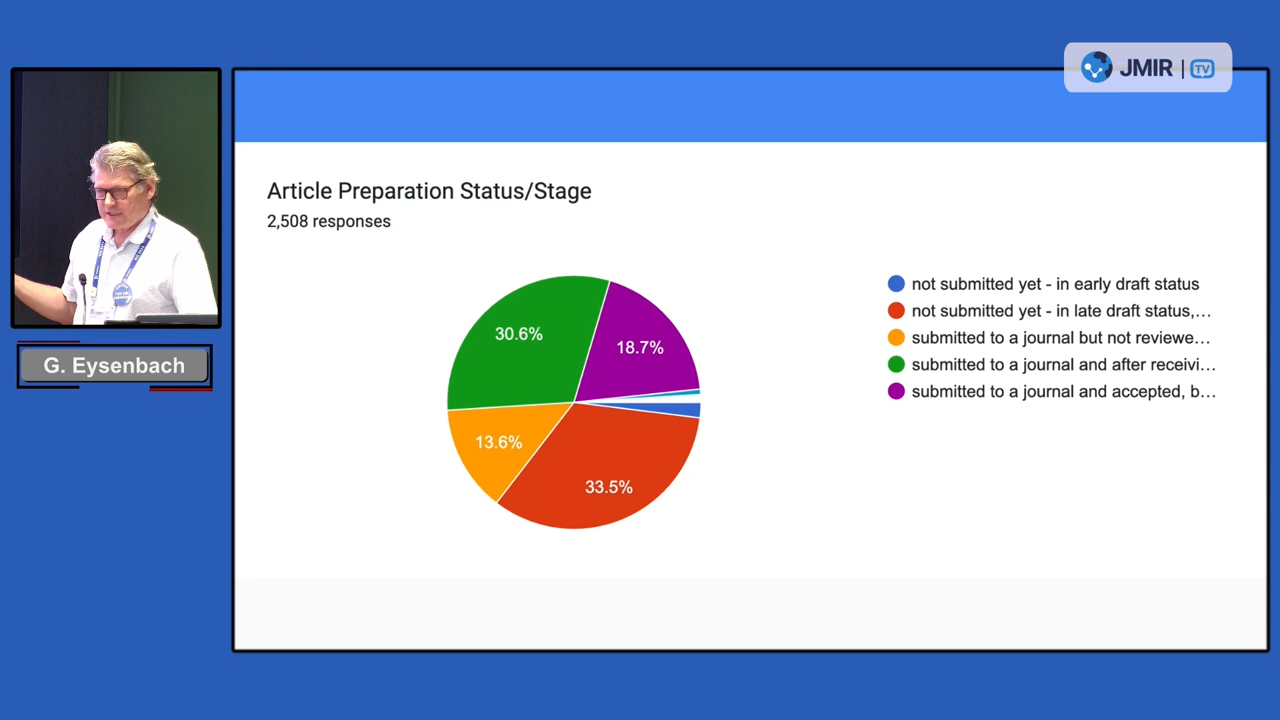 JMIR | TV
Article Preparation Status/Stage
2,508 responses
30.6%
18.7%
13.6%
33.5%
not submitted yet - in early draft status
not submitted yet - in late draft status,...
submitted to a journal but not reviewe...
submitted to a journal and after receivi...
submitted to a journal and accepted, b...
G. Eysenbach